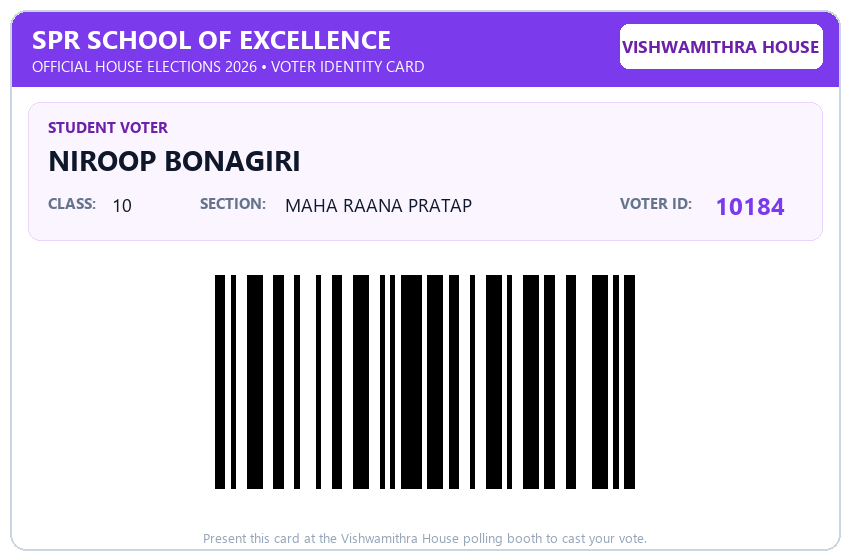 SPR SCHOOL OF EXCELLENCE
OFFICIAL HOUSE ELECTIONS 2026 • VOTER IDENTITY CARD
VISHWAMITHRA HOUSE
STUDENT VOTER
NIROOP BONAGIRI
CLASS: 10 SECTION: MAHA RAANA PRATAP VOTER ID: 10184
Present this card at the Vishwamithra House polling booth to cast your vote.